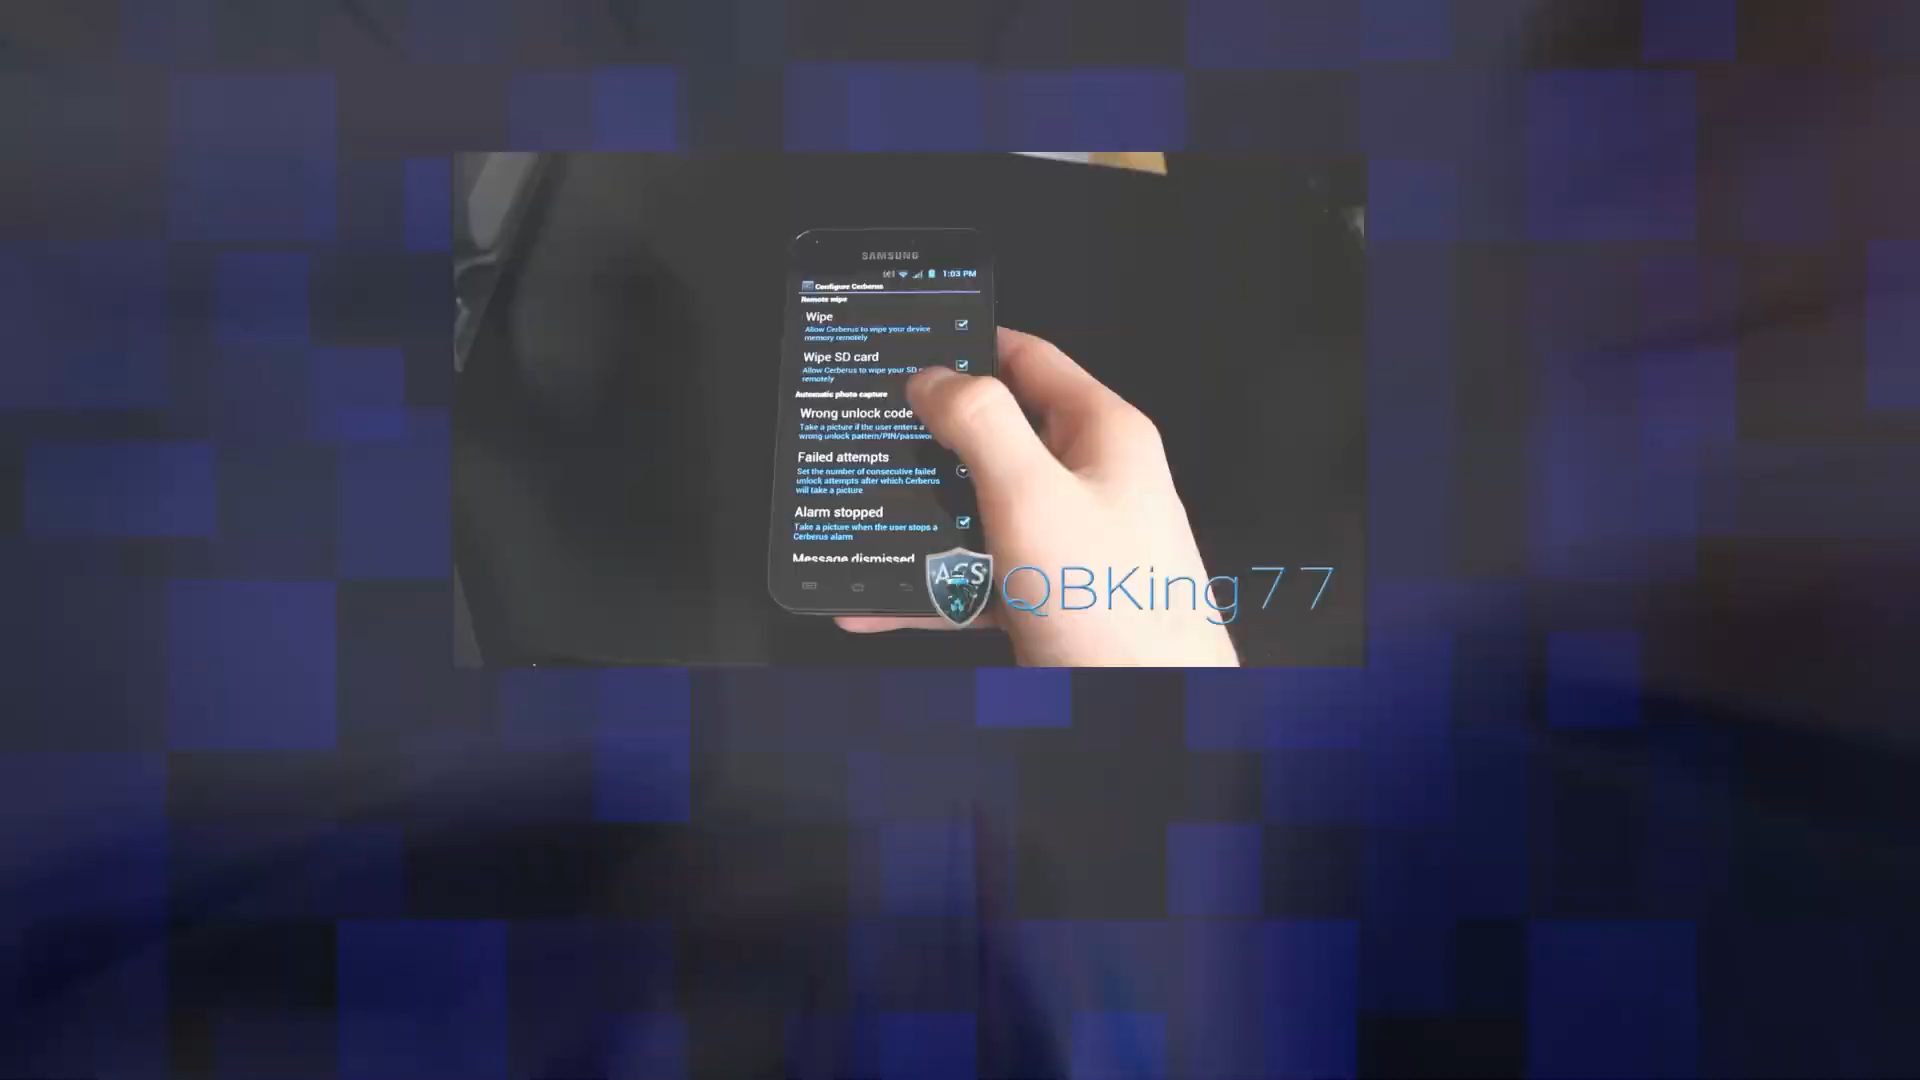 SAMSUNG
1:03 PM
Configure Cerberus
Remote wipe
Wipe
Allow Cerberus to wipe your device
memory remotely
Wipe SD card
Allow Cerberus to wipe your SD
remotely
Automatic photo capture
Wrong unlock code
Take a picture if the user enters a
wrong unlock pattern/PIN/passwo
Failed attempts
Set the number of consecutive failed
unlock attempts after which Cerberus
will take a picture
Alarm stopped
Take a picture when the user stops a
Cerberus alarm
Message dismissed
ACS
QBKing77